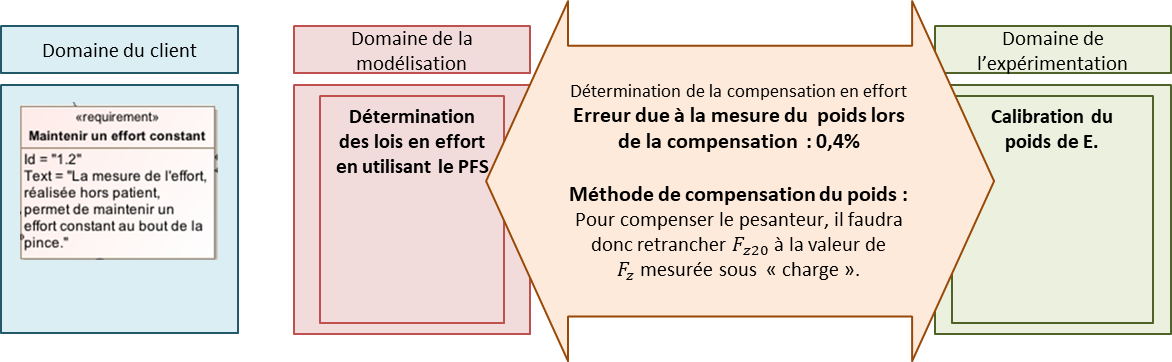 Domaine du client
«requirement»
Maintenir un effort constant
Id = "1.2"
Text = "La mesure de l'effort,
réalisée hors patient,
permet de maintenir un
effort constant au bout de la
pince."
Domaine de la
modélisation
Détermination
des lois en effort
en utilisant le PFS
Détermination de la compensation en effort
Erreur due à la mesure du poids lors
de la compensation : 0,4%
Méthode de compensation du poids :
Pour compenser le pesanteur, il faudra
donc retrancher F_{z20} à la valeur de
F_z mesurée sous « charge ».
Domaine de
l'expérimentation
Calibration du
poids de E.